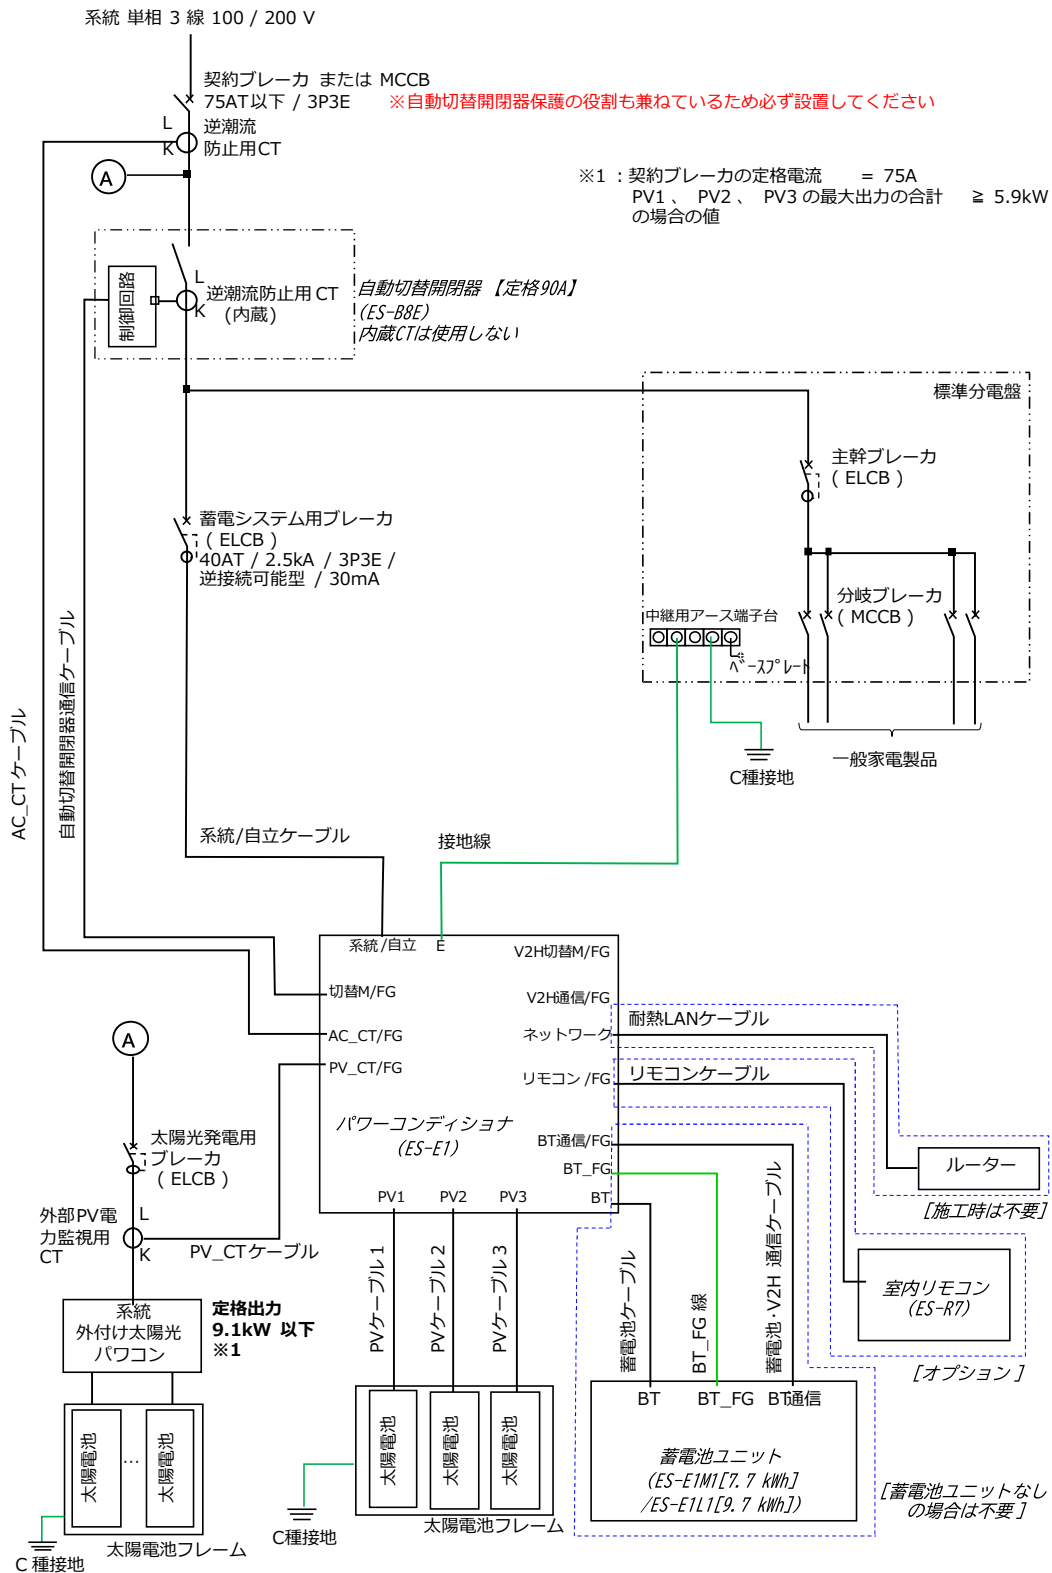 系統 単相 3 線 100 / 200 V
契約ブレーカ または MCCB
75AT以下 / 3P3E ※自動切替開閉器保護の役割も兼ねているため必ず設置してください
L
K
逆潮流
防止用CT
A
※1 : 契約ブレーカの定格電流 = 75A
PV1 、 PV2 、 PV3 の最大出力の合計 ≧ 5.9kW
の場合の値
制御回路
L
K
逆潮流防止用 CT
(内蔵)
自動切替開閉器 【定格90A】
(ES-B8E)
内蔵CTは使用しない
標準分電盤
主幹ブレーカ
( ELCB )
蓄電システム用ブレーカ
( ELCB )
40AT / 2.5kA / 3P3E /
逆接続可能型 / 30mA
分岐ブレーカ
( MCCB )
中継用アース端子台
ベースプレート
C種接地
一般家電製品
AC_CT ケーブル
自動切替開閉器通信ケーブル
系統/自立ケーブル
接地線
系統 /自立
E
V2H切替M/FG
切替M/FG
V2H通信/FG
AC_CT/FG
ネットワーク
耐熱LANケーブル
PV_CT/FG
リモコン /FG
リモコンケーブル
A
パワーコンディショナ
(ES-E1)
BT通信/FG
BT_FG
BT
PV1
PV2
PV3
太陽光発電用
ブレーカ
( ELCB )
ルーター
[施工時は不要]
外部PV電
力監視用
CT
L
K
PV_CTケーブル
PVケーブル 1
PVケーブル 2
PVケーブル 3
蓄電池ケーブル
BT_FG 線
蓄電池・V2H 通信ケーブル
室内リモコン
(ES-R7)
[オプション ]
系統
外付け太陽光
パワコン
定格出力
9.1kW 以下
※1
太陽電池
…
太陽電池
太陽電池フレーム
C 種接地
太陽電池
太陽電池
太陽電池
太陽電池フレーム
C種接地
BT
BT_FG
BT通信
蓄電池ユニット
(ES-E1M1[7.7 kWh]
/ES-E1L1[9.7 kWh])
[蓄電池ユニットなし
の場合は不要 ]